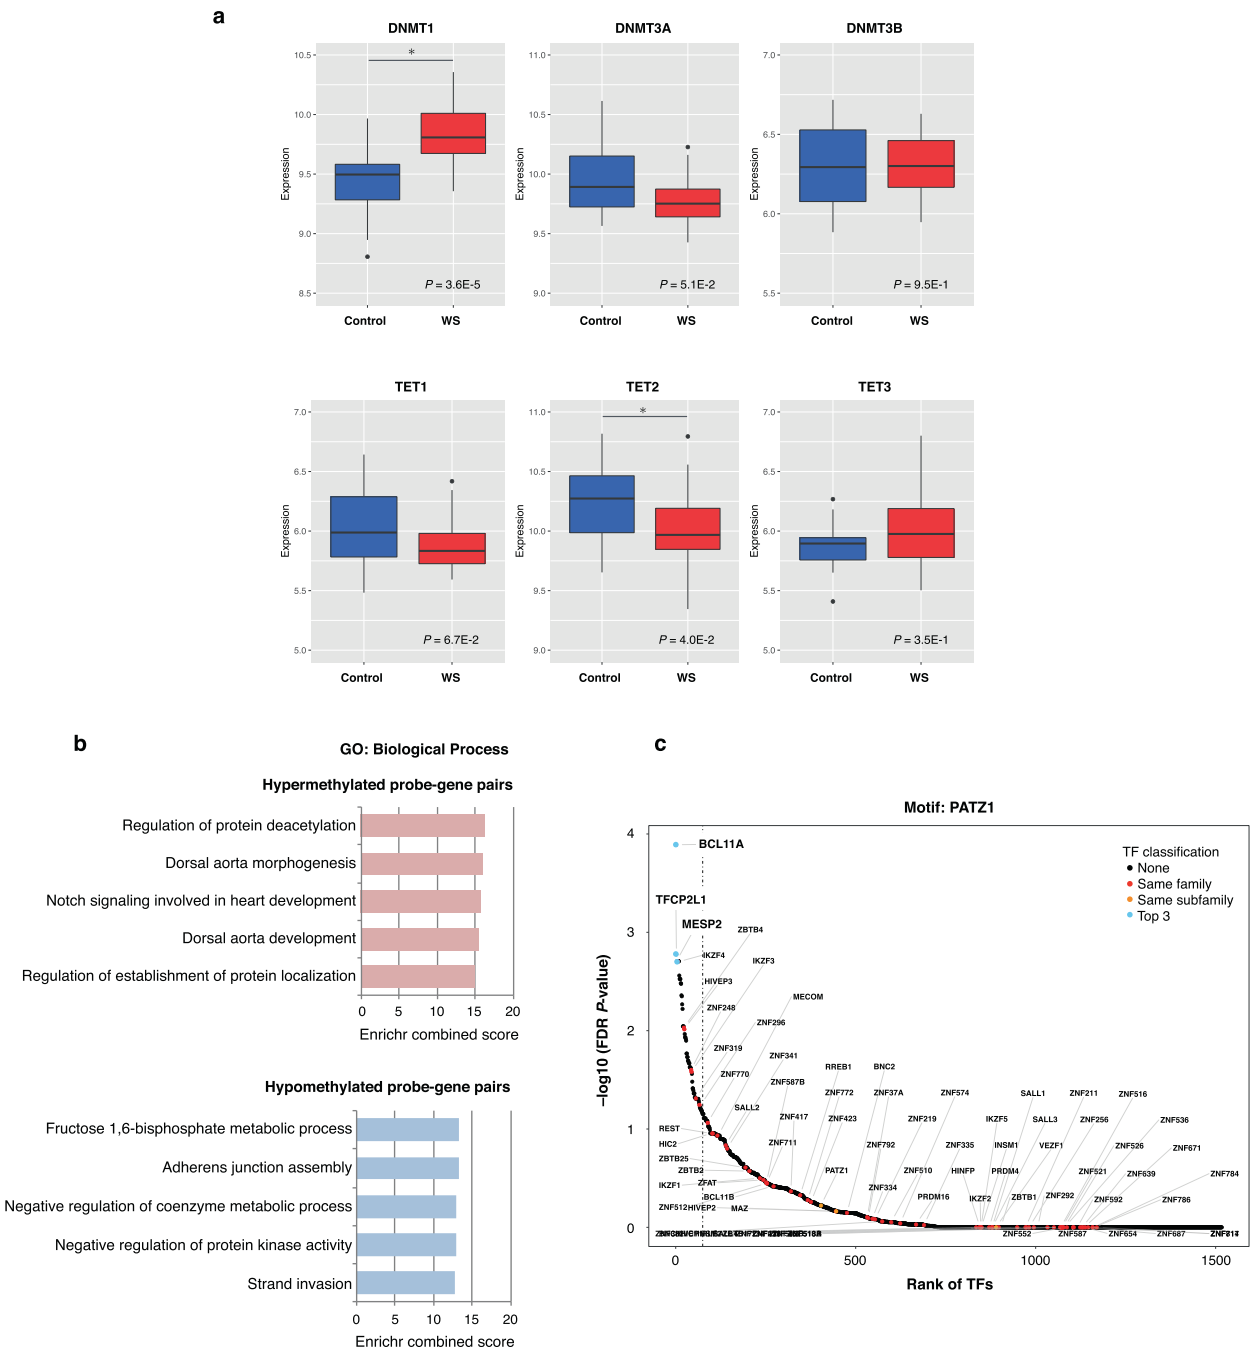 a
DNMT1
DNMT3A
DNMT3B
10.5
10.0
9.5
9.0
8.5
Expression
*
P = 3.6E-5
Control
WS
11.0
10.5
10.0
9.5
9.0
Expression
P = 5.1E-2
Control
WS
7.0
6.5
6.0
5.5
Expression
P = 9.5E-1
Control
WS
TET1
TET2
TET3
7.0
6.5
6.0
5.5
5.0
Expression
P = 6.7E-2
Control
WS
11.0
10.5
10.0
9.5
9.0
Expression
*
P = 4.0E-2
Control
WS
7.0
6.5
6.0
5.5
5.0
Expression
P = 3.5E-1
Control
WS
b
GO: Biological Process
Hypermethylated probe-gene pairs
Regulation of protein deacetylation
Dorsal aorta morphogenesis
Notch signaling involved in heart development
Dorsal aorta development
Regulation of establishment of protein localization
0 5 10 15 20
Enrichr combined score
Hypomethylated probe-gene pairs
Fructose 1,6-bisphosphate metabolic process
Adherens junction assembly
Negative regulation of coenzyme metabolic process
Negative regulation of protein kinase activity
Strand invasion
0 5 10 15 20
Enrichr combined score
c
Motif: PATZ1
4
3
2
1
0
−log10 (FDR P-value)
TF classification
None
Same family
Same subfamily
Top 3
BCL11A
TFCP2L1
MESP2
ZBTB4
IKZF4
IKZF3
HIVEP3
MECOM
ZNF248
ZNF296
ZNF319
ZNF341
ZNF770
RREB1
BNC2
ZNF587B
ZNF772
ZNF37A
ZNF574
SALL1
ZNF211
ZNF516
SALL2
ZNF417
ZNF423
ZNF219
IKZF5
SALL3
ZNF256
ZNF536
REST
HIC2
ZNF711
ZNF792
ZNF335
INSM1
VEZF1
ZNF526
ZNF671
ZBTB25
ZBTB2
PATZ1
ZNF510
HINFP
PRDM4
ZNF521
ZNF639
ZNF784
IKZF1
ZFAT
ZNF334
BCL11B
PRDM16
IKZF2
ZBTB1
ZNF292
ZNF592
ZNF786
ZNF512
HIVEP2
MAZ
ZNF552
ZNF587
ZNF654
ZNF687
0 500 1000 1500
Rank of TFs